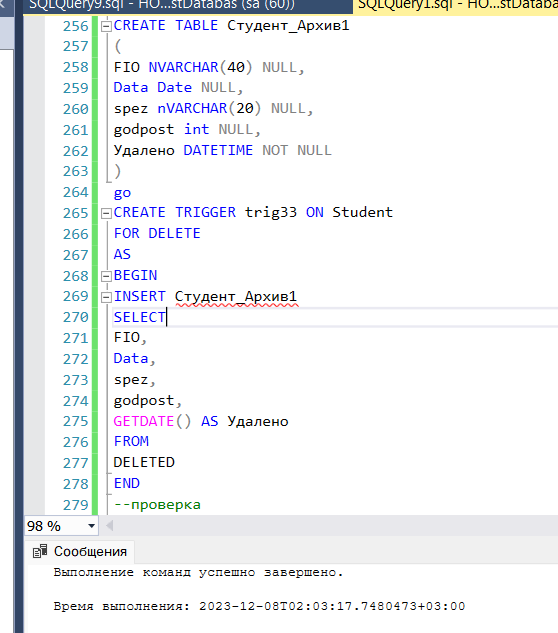 SQLQuery9.sql - HO...stDatabas (sa (60))
SQLQuery1.sql - HO...stDatabas
256 CREATE TABLE Студент_Архив1
257 (
258 FIO NVARCHAR(40) NULL,
259 Data Date NULL,
260 spez nVARCHAR(20) NULL,
261 godpost int NULL,
262 Удалено DATETIME NOT NULL
263 )
264 go
265 CREATE TRIGGER trig33 ON Student
266 FOR DELETE
267 AS
268 BEGIN
269 INSERT Студент_Архив1
270 SELECT
271 FIO,
272 Data,
273 spez,
274 godpost,
275 GETDATE() AS Удалено
276 FROM
277 DELETED
278 END
279 --проверка
98 %
Сообщения
Выполнение команд успешно завершено.
Время выполнения: 2023-12-08T02:03:17.7480473+03:00